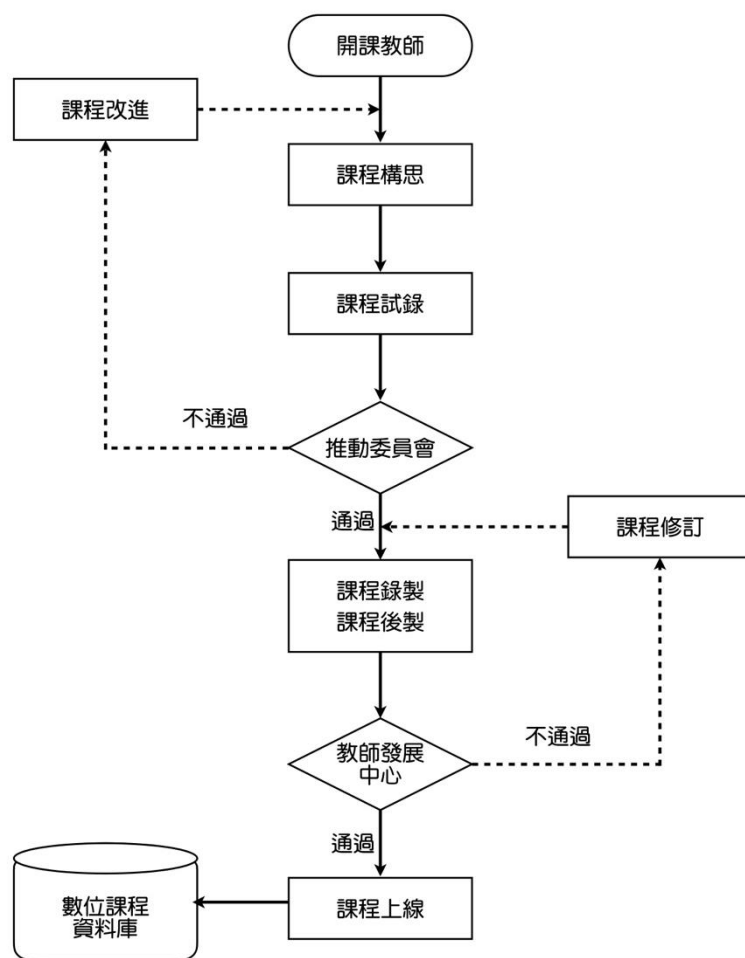 開課教師
課程改進
課程構思
課程試錄
不通過
推動委員會
通過
課程修訂
課程錄製
課程後製
不通過
教師發展
中心
通過
數位課程
資料庫
課程上線